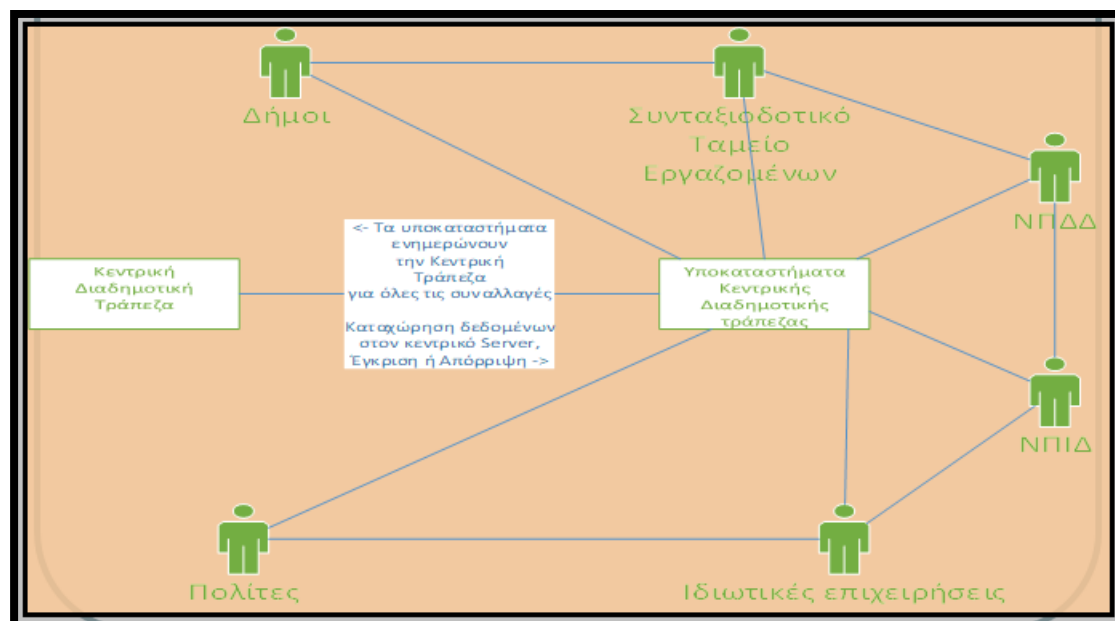 Δήμοι
Συνταξιοδοτικό
Ταμείο
Εργαζομένων
ΝΠΔΔ
<- Τα υποκαταστήματα
ενημερώνουν
την Κεντρική
Τράπεζα
για όλες τις συναλλαγές
Καταχώρηση δεδομένων
στον κεντρικό Server,
Έγκριση ή Απόρριψη ->
Κεντρική
Διαδημοτική
Τράπεζα
Υποκαταστήματα
Κεντρικής
Διαδημοτικής
τράπεζας
ΝΠΙΔ
Πολίτες
Ιδιωτικές επιχειρήσεις